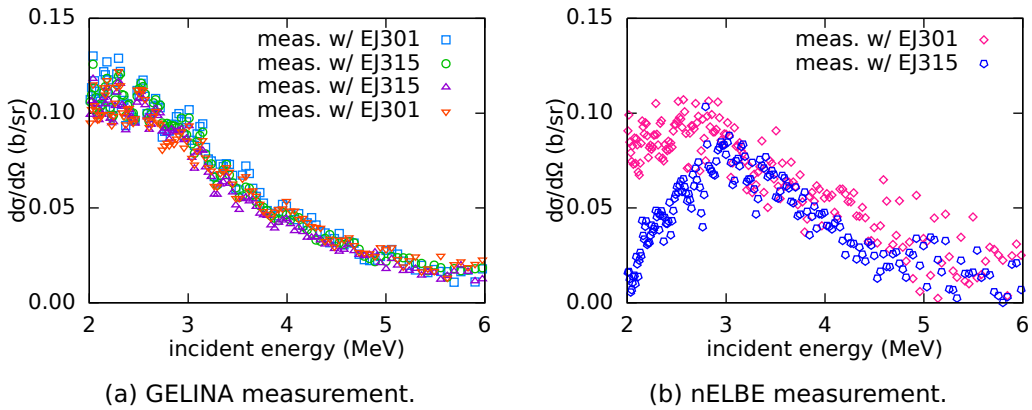 0.15
0.10
0.05
0.00
dσ/dΩ (b/sr)
meas. w/ EJ301
meas. w/ EJ315
meas. w/ EJ315
meas. w/ EJ301
2 3 4 5 6
incident energy (MeV)
(a) GELINA measurement.
0.15
0.10
0.05
0.00
dσ/dΩ (b/sr)
meas. w/ EJ301
meas. w/ EJ315
2 3 4 5 6
incident energy (MeV)
(b) nELBE measurement.